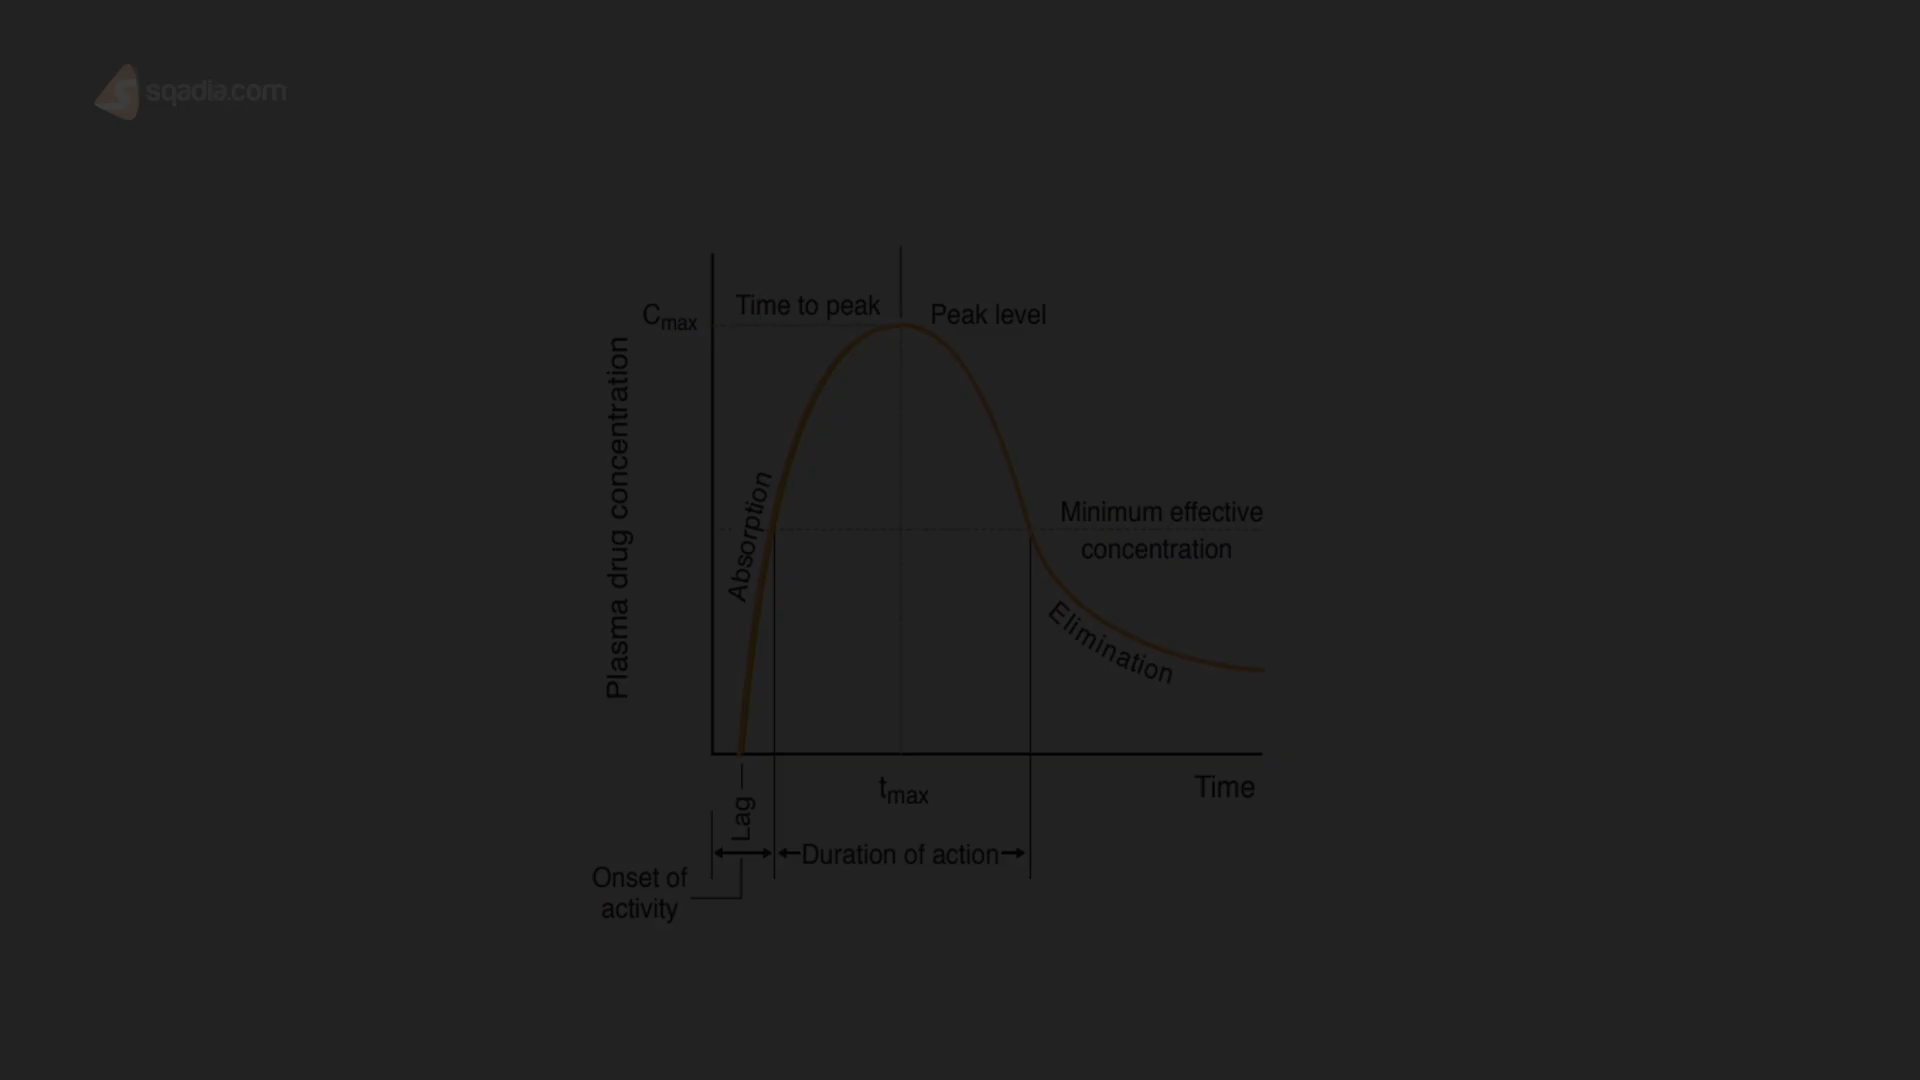 sqadia.com
Time to peak
Peak level
Cmax
Plasma drug concentration
Absorption
Minimum effective
concentration
Elimination
tmax
Time
Lag
Duration of action
Onset of
activity